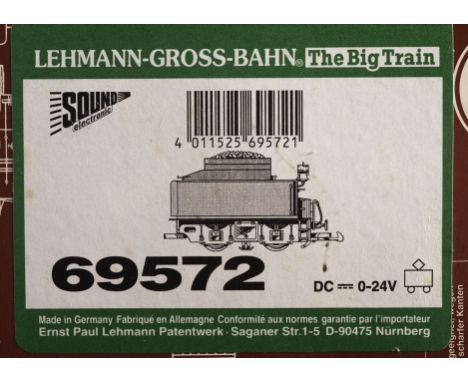 LEHMANN-GROSS-BAHN® The Big Train
SOUND
electronic
4 011525 695721
69572
DC 0-24V
Made in Germany Fabriqué en Allemagne Conformité aux normes garantie par l'importateur
Ernst Paul Lehmann Patentwerk · Saganer Str.1-5 D-90475 Nürnberg
scharfer Kanten